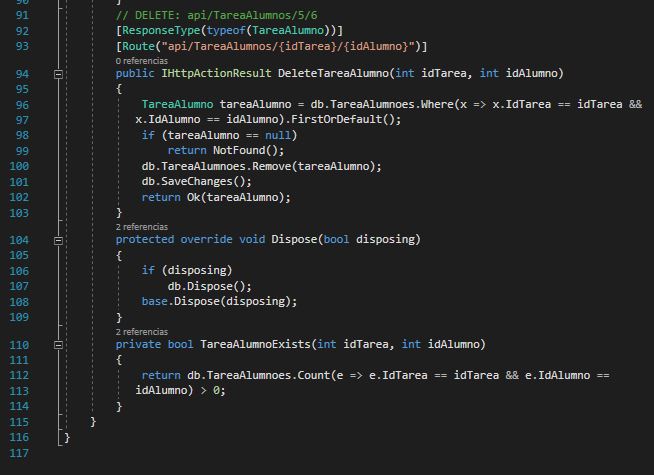 90 }
91 // DELETE: api/TareaAlumnos/5/6
92 [ResponseType(typeof(TareaAlumno))]
93 [Route("api/TareaAlumnos/{idTarea}/{idAlumno}")]
0 referencias
94 public IHttpActionResult DeleteTareaAlumno(int idTarea, int idAlumno)
95 {
96 TareaAlumno tareaAlumno = db.TareaAlumnoes.Where(x => x.IdTarea == idTarea &&
97 x.IdAlumno == idAlumno).FirstOrDefault();
98 if (tareaAlumno == null)
99 return NotFound();
100 db.TareaAlumnoes.Remove(tareaAlumno);
101 db.SaveChanges();
102 return Ok(tareaAlumno);
103 }
2 referencias
104 protected override void Dispose(bool disposing)
105 {
106 if (disposing)
107 db.Dispose();
108 base.Dispose(disposing);
109 }
2 referencias
110 private bool TareaAlumnoExists(int idTarea, int idAlumno)
111 {
112 return db.TareaAlumnoes.Count(e => e.IdTarea == idTarea && e.IdAlumno ==
113 idAlumno) > 0;
114 }
115 }
116 }
117